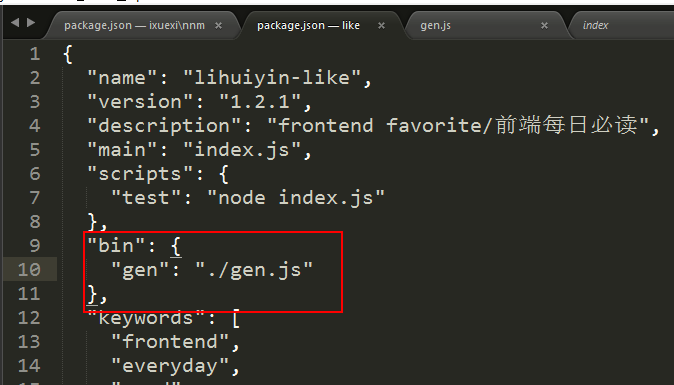 package.json — ixuexi\nnm × package.json — like × gen.js × index
1 {
2 "name": "lihuiyin-like",
3 "version": "1.2.1",
4 "description": "frontend favorite/前端每日必读",
5 "main": "index.js",
6 "scripts": {
7 "test": "node index.js"
8 },
9 "bin": {
10 "gen": "./gen.js"
11 },
12 "keywords": [
13 "frontend",
14 "everyday",